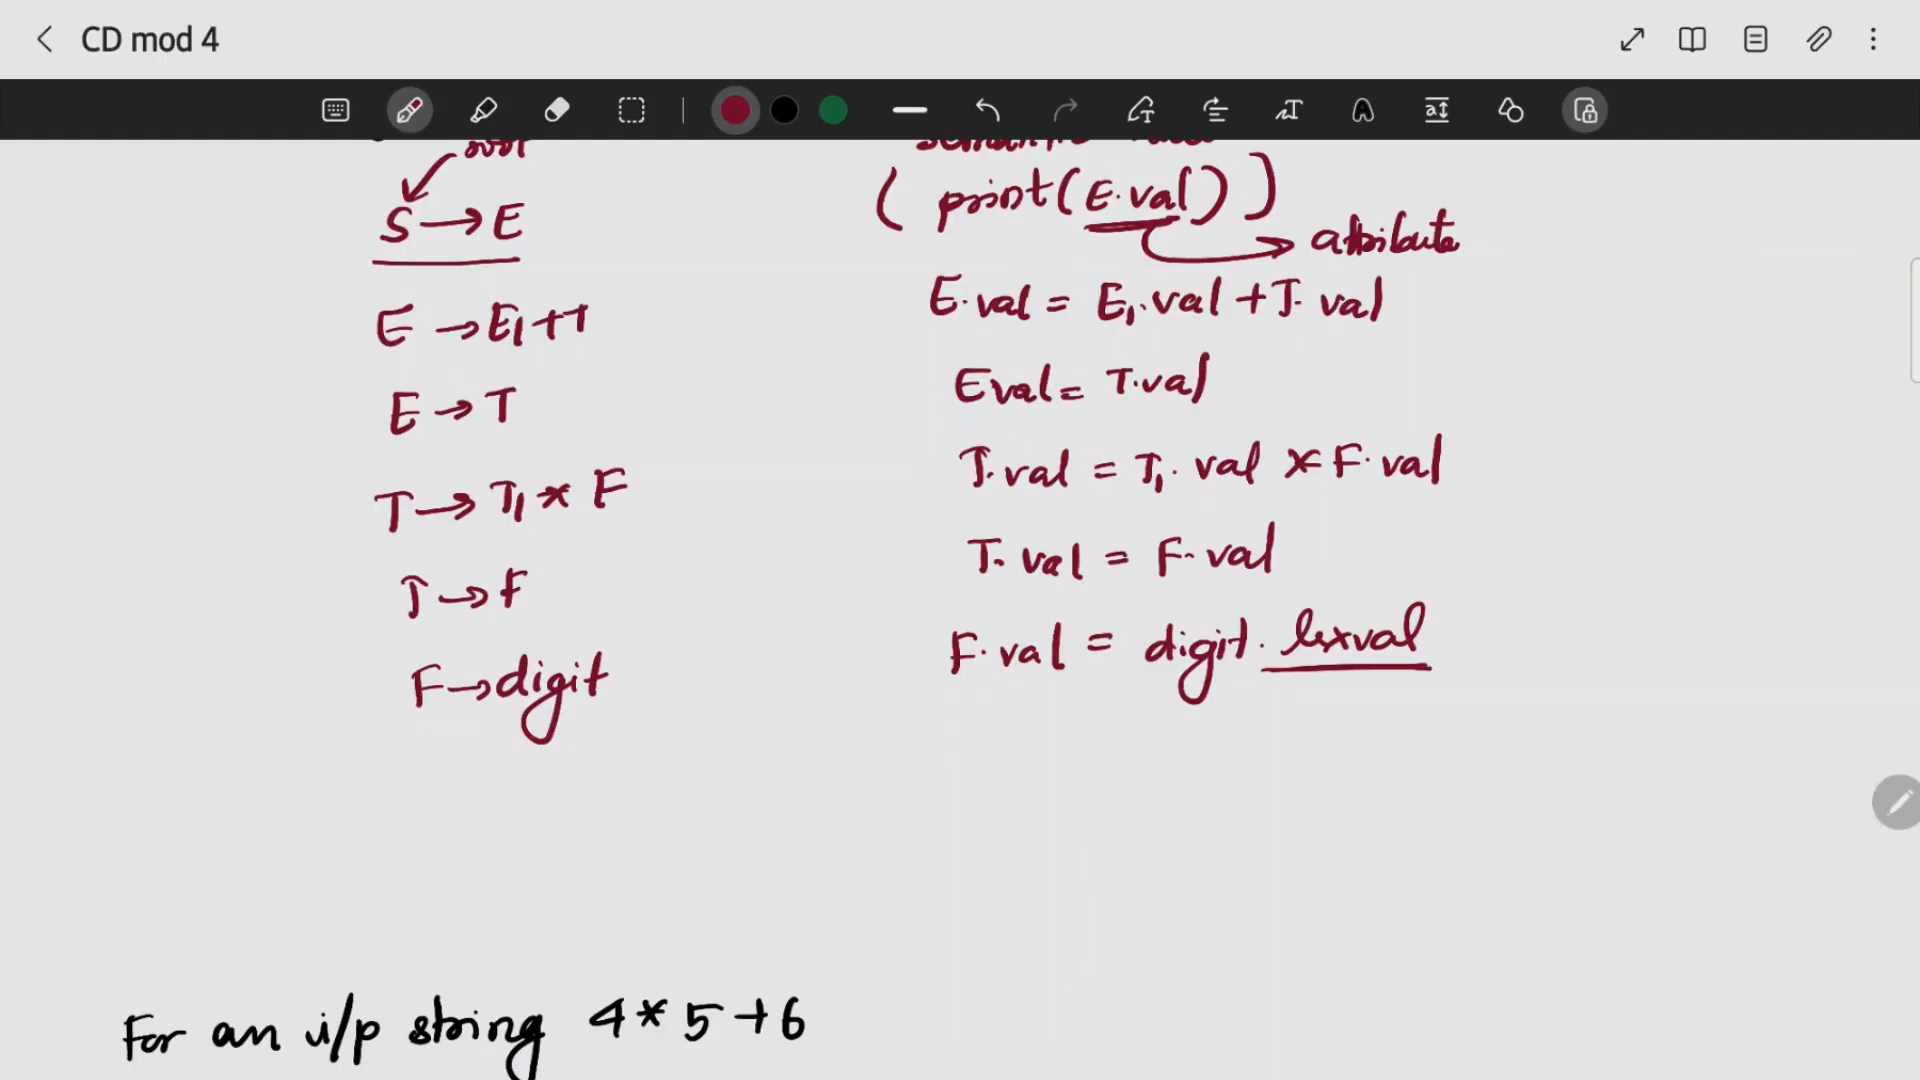 CD mod 4
S → E ( print(E.val) )
attribute
E → E1 + T E.val = E1.val + T.val
E → T E val = T.val
T → T1 * F T.val = T1.val * F.val
T → F T.val = F.val
F → digit F.val = digit.lexval
For an i/p string 4 * 5 + 6